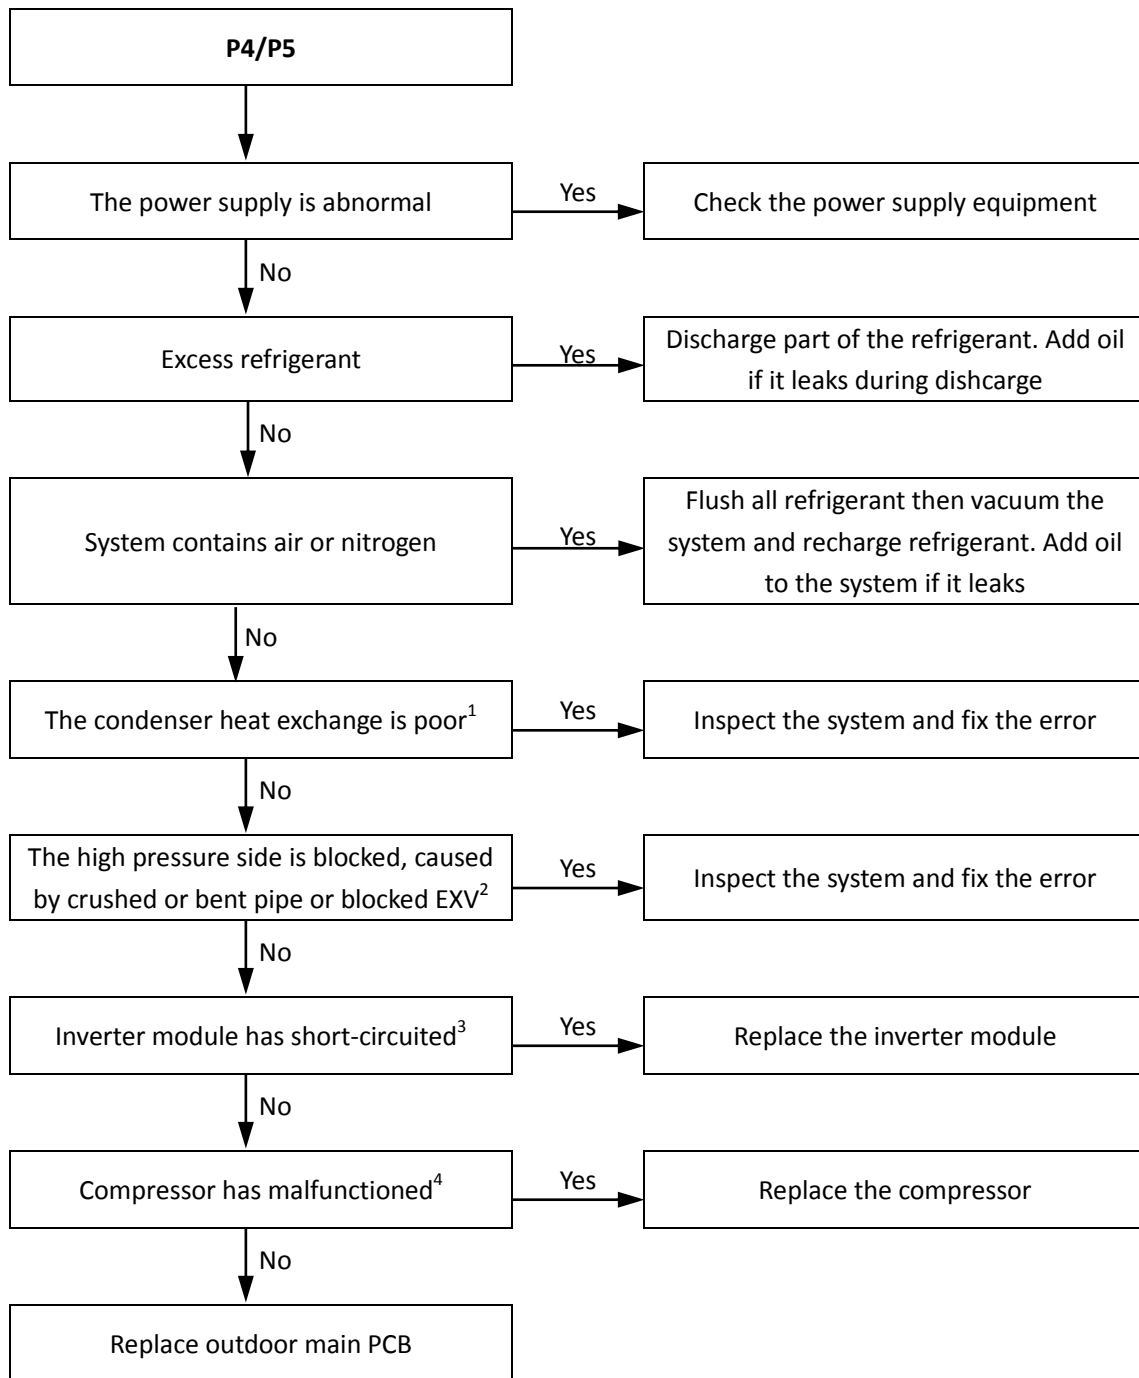 P4/P5
The power supply is abnormal
Yes
Check the power supply equipment
No
Excess refrigerant
Yes
Discharge part of the refrigerant. Add oil
if it leaks during dishcarge
No
System contains air or nitrogen
Yes
Flush all refrigerant then vacuum the
system and recharge refrigerant. Add oil
to the system if it leaks
No
The condenser heat exchange is poor1
Yes
Inspect the system and fix the error
No
The high pressure side is blocked, caused
by crushed or bent pipe or blocked EXV2
Yes
Inspect the system and fix the error
No
Inverter module has short-circuited3
Yes
Replace the inverter module
No
Compressor has malfunctioned4
Yes
Replace the compressor
No
Replace outdoor main PCB